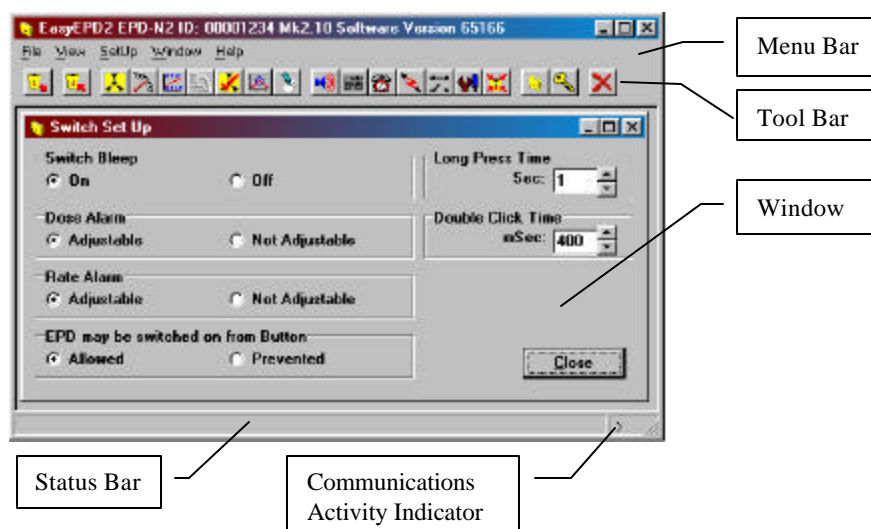 EasyEPD2 EPD-N2 ID: 00001234 Mk2.10 Software Version 65166
File View SetUp Window Help
Menu Bar
Tool Bar
Switch Set Up
Switch Bleep
On Off
Long Press Time
Sec: 1
Dose Alarm
Adjustable Not Adjustable
Double Click Time
mSec: 400
Window
Rate Alarm
Adjustable Not Adjustable
EPD may be switched on from Button
Allowed Prevented
Close
Status Bar
Communications
Activity Indicator